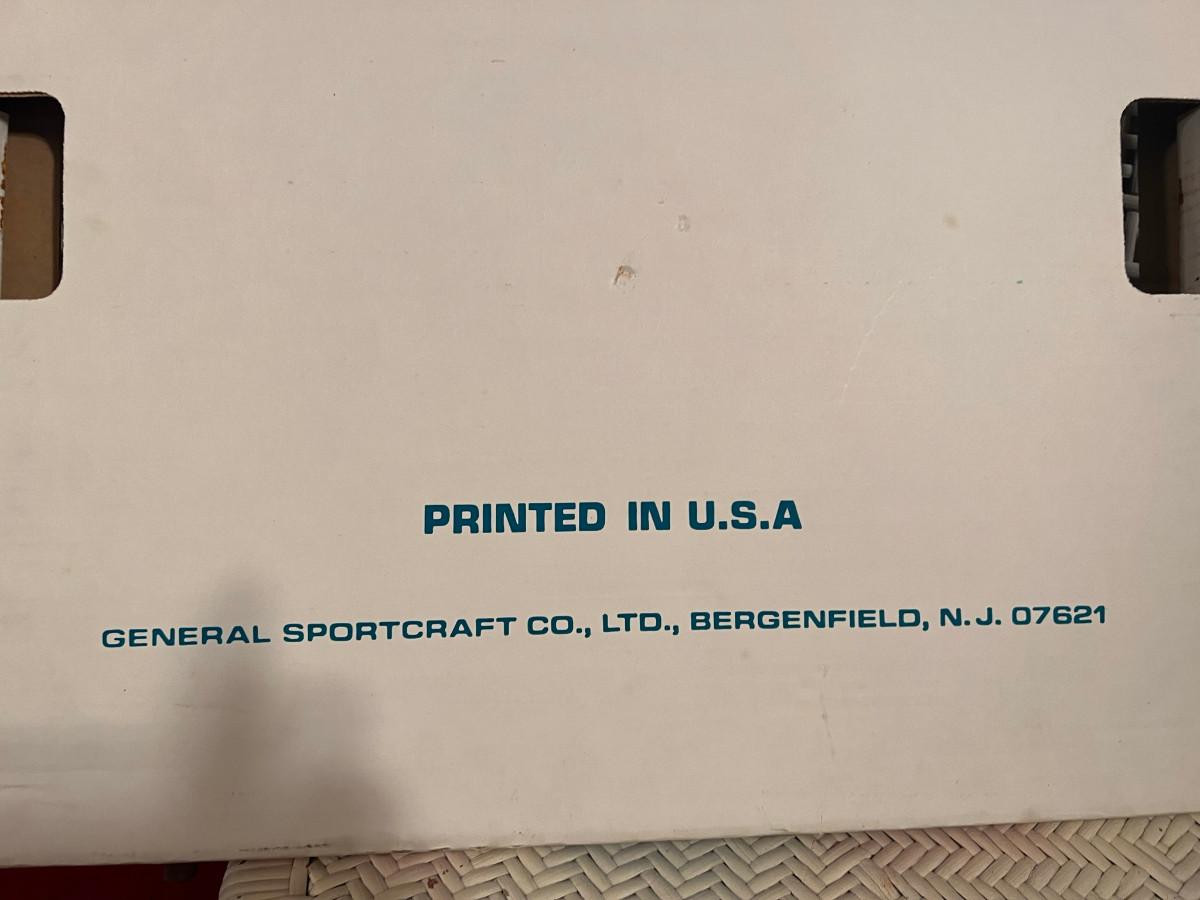 PRINTED IN U.S.A
GENERAL SPORTCRAFT CO., LTD., BERGENFIELD, N.J. 07621